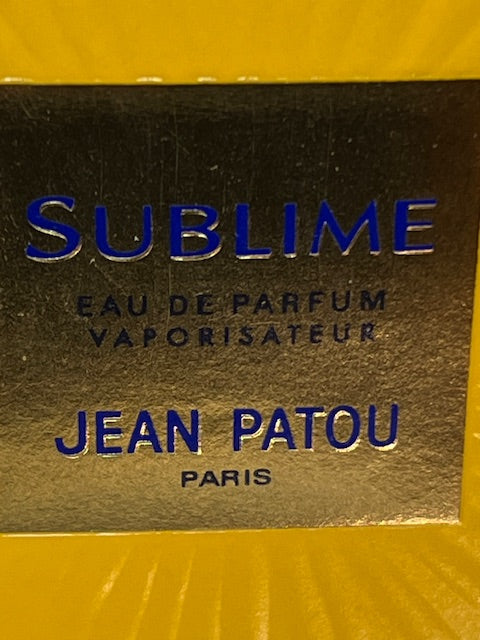 SUBLIME
EAU DE PARFUM
VAPORISATEUR
JEAN PATOU
PARIS